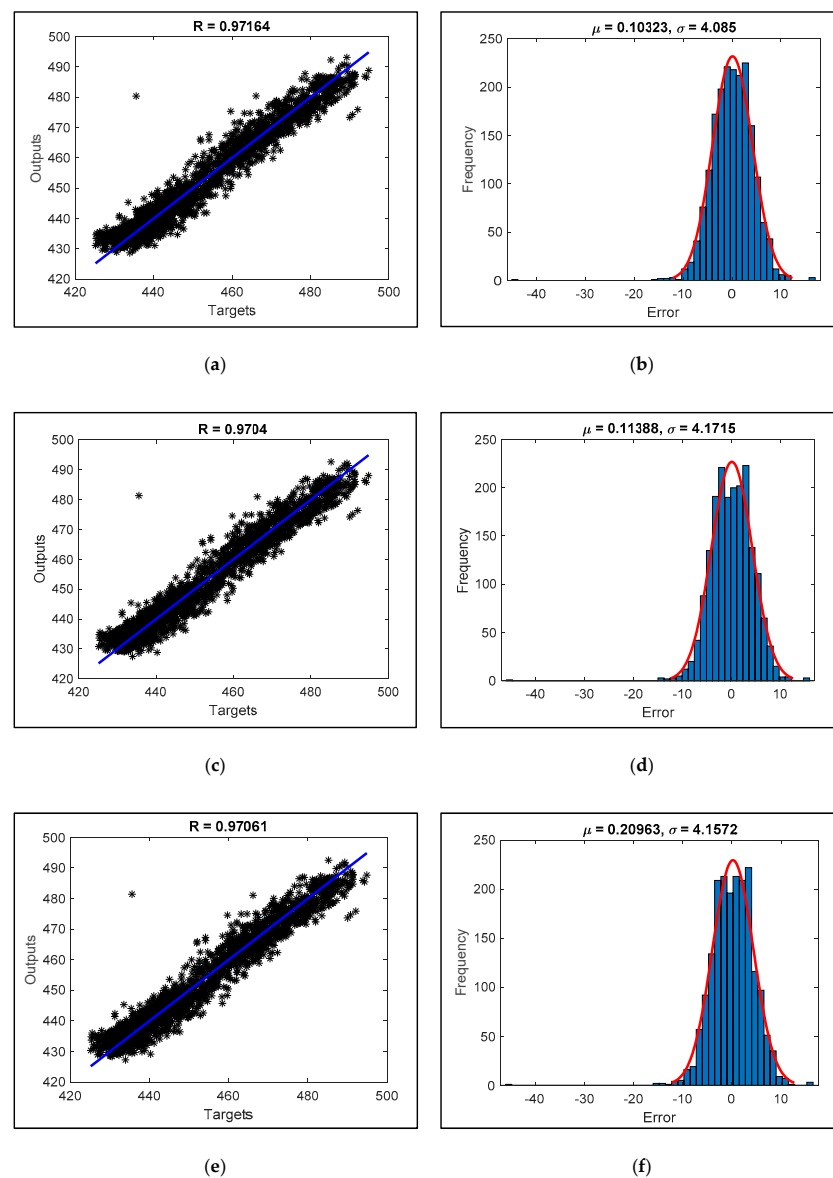 R = 0.97164
500
490
480
470
460
450
440
430
420
Outputs
420 440 460 480 500
Targets
μ = 0.10323, σ = 4.085
250
200
150
100
50
0
Frequency
-40 -30 -20 -10 0 10
Error
(a)
(b)
R = 0.9704
500
490
480
470
460
450
440
430
420
Outputs
420 440 460 480 500
Targets
μ = 0.11388, σ = 4.1715
250
200
150
100
50
0
Frequency
-40 -30 -20 -10 0 10
Error
(c)
(d)
R = 0.97061
500
490
480
470
460
450
440
430
420
Outputs
420 440 460 480 500
Targets
μ = 0.20963, σ = 4.1572
250
200
150
100
50
0
Frequency
-40 -30 -20 -10 0 10
Error
(e)
(f)